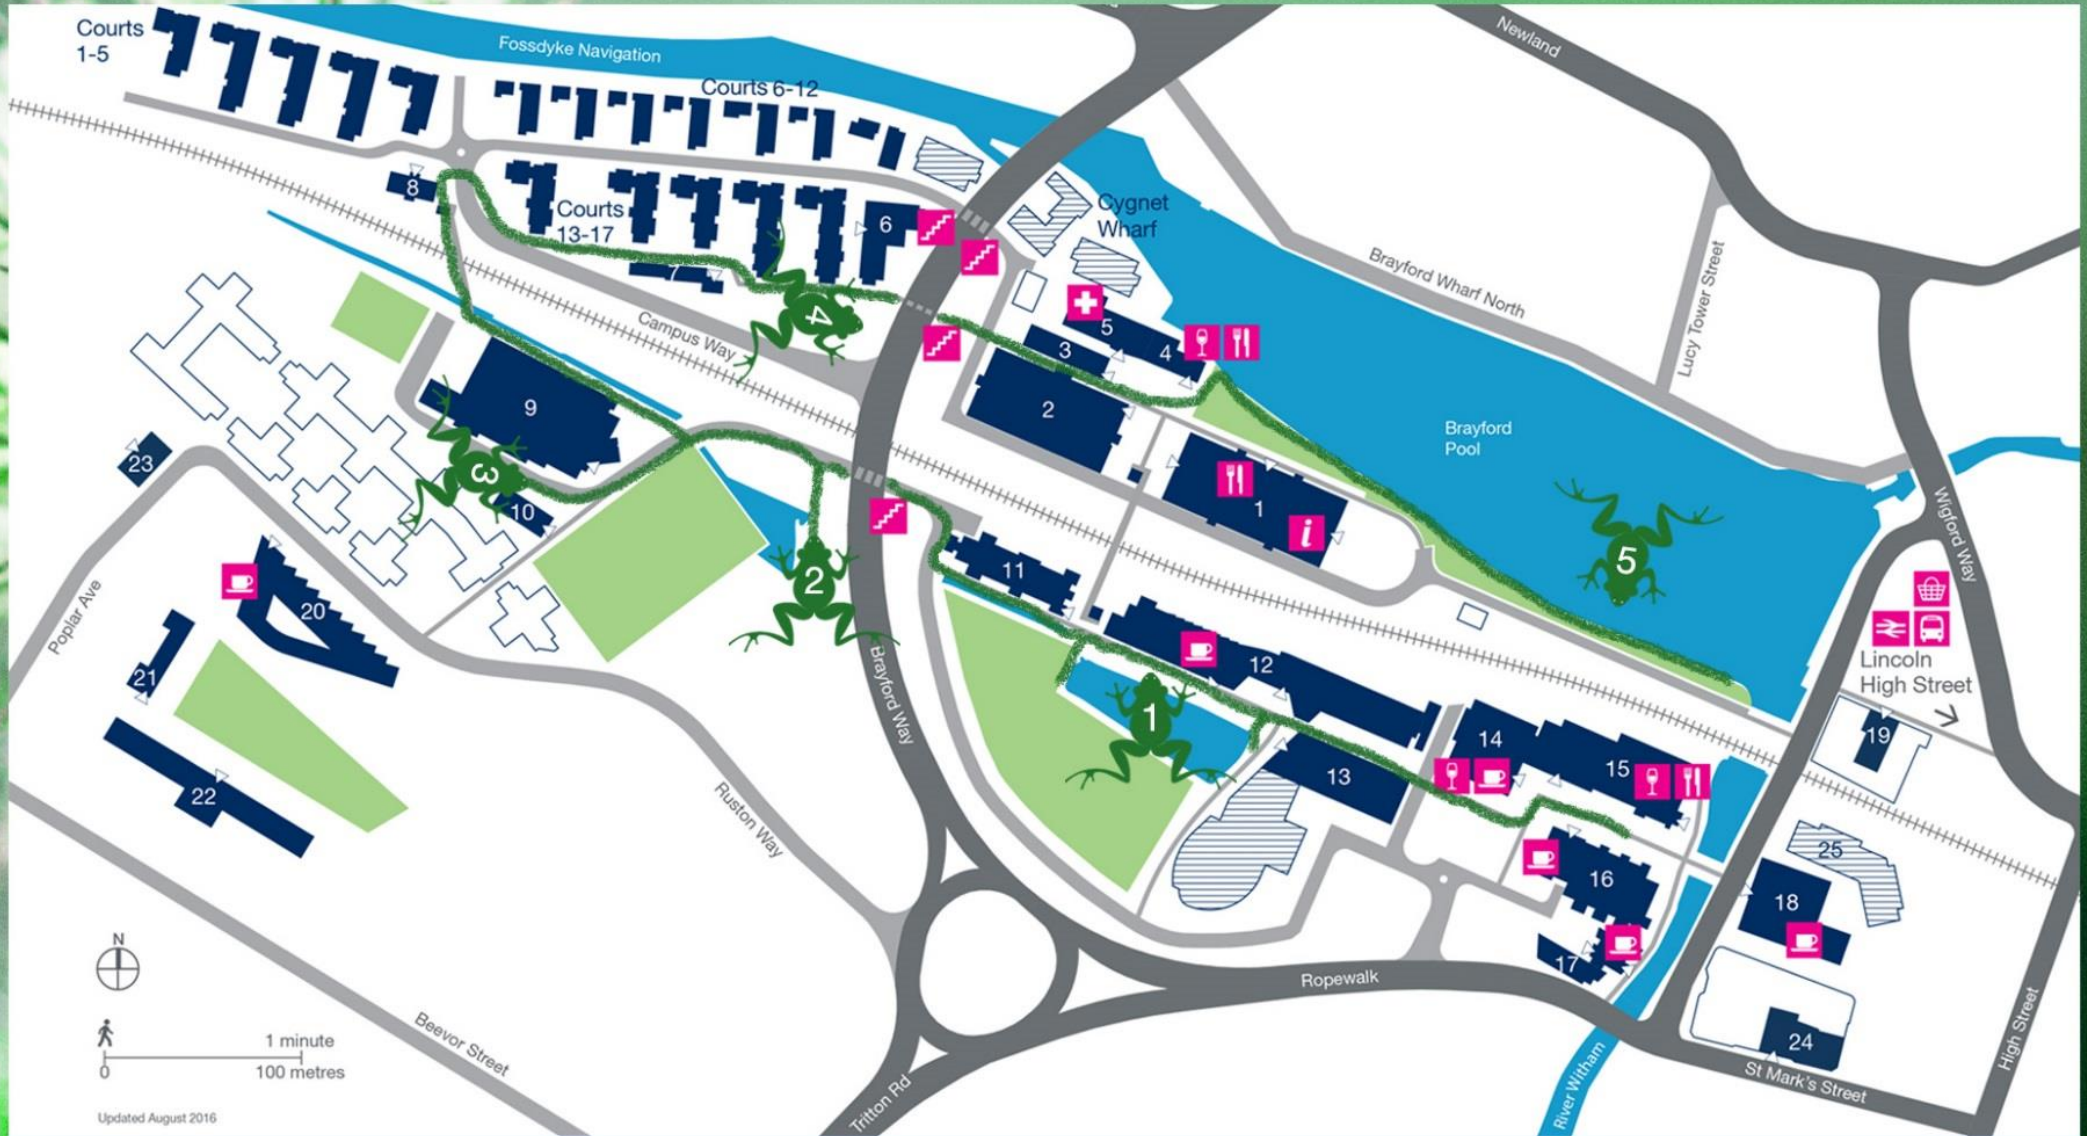 Courts
1-5
Fossdyke Navigation
Courts 6-12
Newland
8
Courts
13-17
6
Cygnet
Wharf
Brayford Wharf North
Lucy Tower Street
7
4
Campus Way
5
3
4
2
9
Brayford
Pool
23
3
10
1
i
5
Wigford Way
2
11
Poplar Ave
20
12
Lincoln
High Street
21
1
Brayford Way
14
19
15
13
22
Ruston Way
25
16
18
N
17
Ropewalk
Beevor Street
1 minute
0
100 metres
24
High Street
St Mark's Street
River Witham
Tritton Rd
Updated August 2016